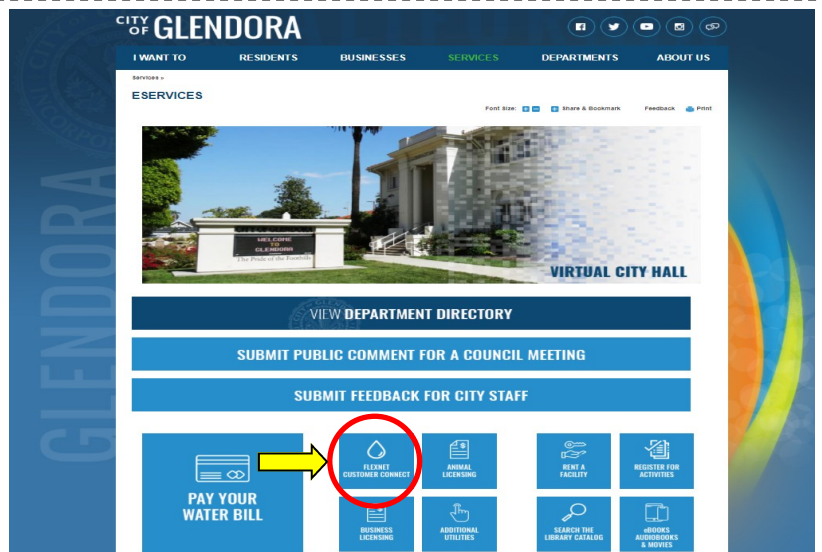 CITY OF GLENDORA
I WANT TO RESIDENTS BUSINESSES SERVICES DEPARTMENTS ABOUT US
Services »
ESERVICES
Font Size: + - + Share & Bookmark Feedback Print
CITY OF GLENDORA
WELCOME
TO
GLENDORA
The Pride of the Foothills
VIRTUAL CITY HALL
VIEW DEPARTMENT DIRECTORY
SUBMIT PUBLIC COMMENT FOR A COUNCIL MEETING
SUBMIT FEEDBACK FOR CITY STAFF
PAY YOUR
WATER BILL
FLEXNET
CUSTOMER CONNECT
ANIMAL
LICENSING
RENT A
FACILITY
REGISTER FOR
ACTIVITIES
BUSINESS
LICENSING
ADDITIONAL
UTILITIES
SEARCH THE
LIBRARY CATALOG
eBOOKS
AUDIOBOOKS
& MOVIES
GLENDORA